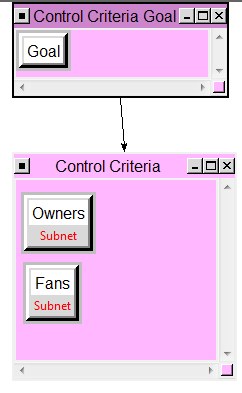 Control Criteria Goal
Goal
Control Criteria
Owners
Subnet
Fans
Subnet